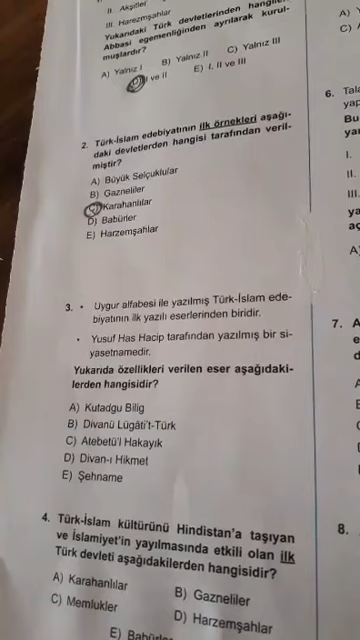 II. Akşitler
III. Harezmşahlar
Yukarıdaki Türk devletlerinden
Abbasi egemenliğinden ayrılarak kurul-
muşlardır?
A) Yalnız I
B) Yalnız II
C) Yalnız III
ve II
E) I, II ve III
2. Türk-İslam edebiyatının ilk örnekleri aşağı-
daki devletlerden hangisi tarafından veril-
miştir?
A) Büyük Selçuklular
B) Gazneliler
C) Karahanlılar
D) Babürler
E) Harzemşahlar
3. • Uygur alfabesi ile yazılmış Türk-İslam ede-
biyatının ilk yazılı eserlerinden biridir.
• Yusuf Has Hacip tarafından yazılmış bir si-
yasetnamedir.
Yukarıda özellikleri verilen eser aşağıdaki-
lerden hangisidir?
A) Kutadgu Bilig
B) Divanü Lügâti't-Türk
C) Atebetü'l Hakayık
D) Divan-ı Hikmet
E) Şehname
4. Türk-İslam kültürünü Hindistan'a taşıyan
ve İslamiyet'in yayılmasında etkili olan ilk
Türk devleti aşağıdakilerden hangisidir?
A) Karahanlılar
B) Gazneliler
C) Memlukler
D) Harzemşahlar
E)
A)
C)
6.
Bu
I.
II.
III.
A)
7. A
8.